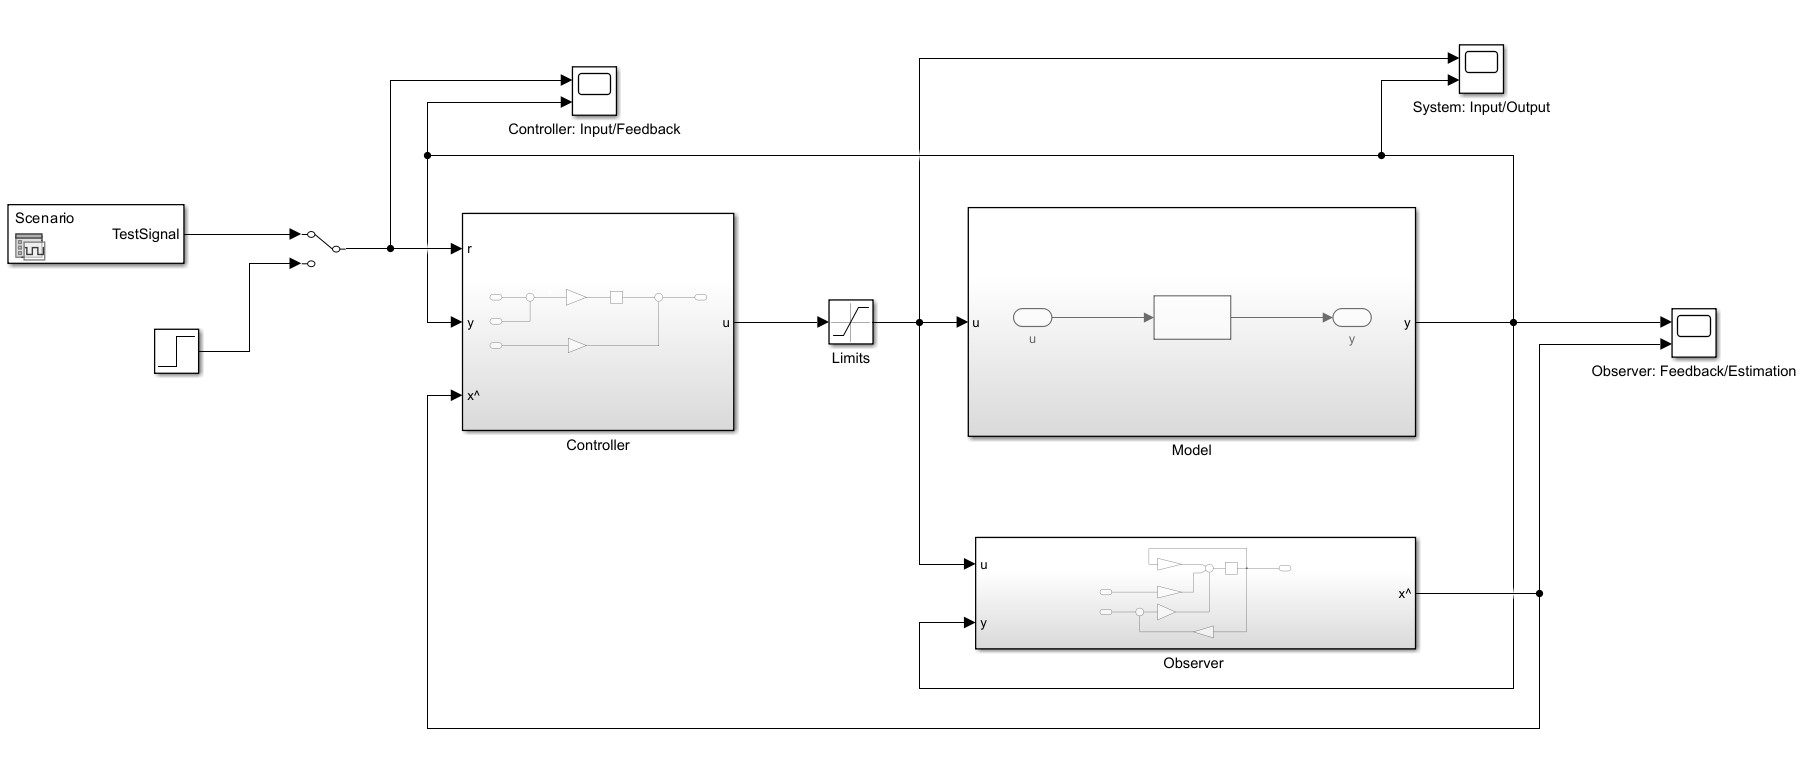 System: Input/Output
Controller: Input/Feedback
Scenario
TestSignal
r
y
u
x^
Controller
Limits
u
u
y
y
Model
Observer: Feedback/Estimation
u
x^
y
Observer